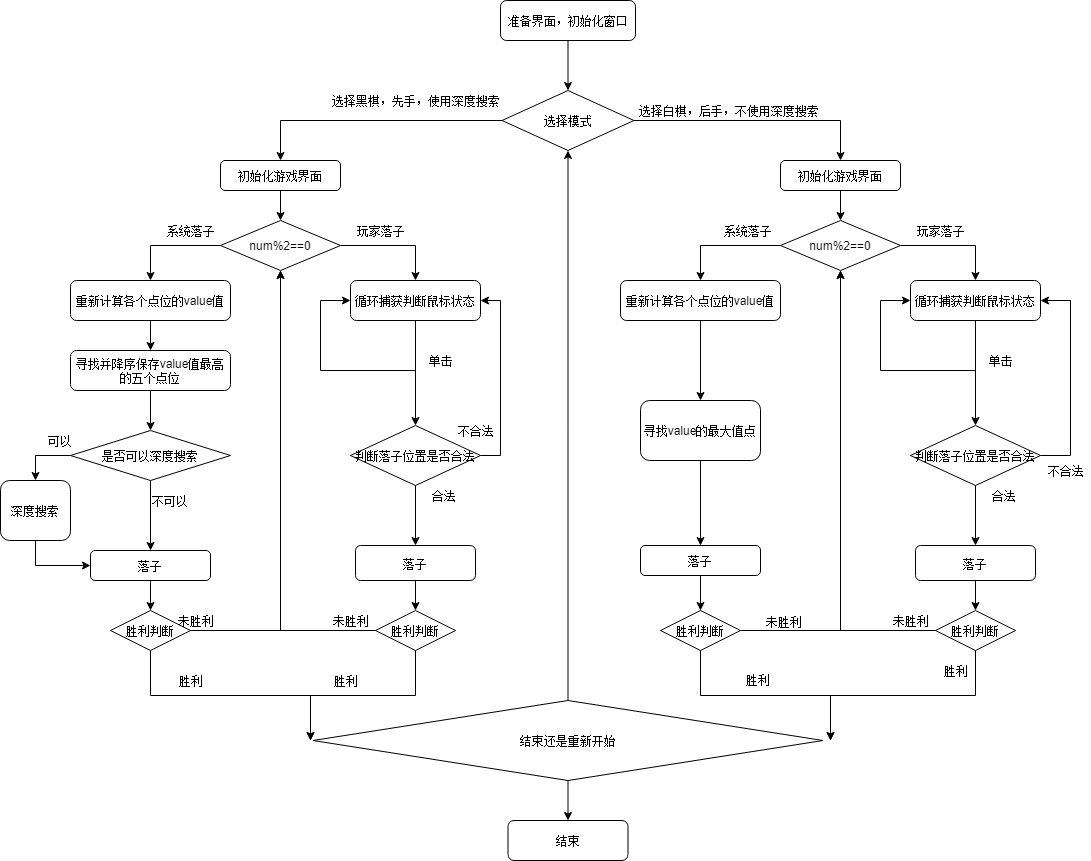 准备界面，初始化窗口
选择黑棋，先手，使用深度搜索
选择模式
选择白棋，后手，不使用深度搜索
初始化游戏界面
初始化游戏界面
系统落子
num%2==0
玩家落子
系统落子
num%2==0
玩家落子
重新计算各个点位的value值
循环捕获判断鼠标状态
重新计算各个点位的value值
循环捕获判断鼠标状态
寻找并降序保存value值最高
的五个点位
单击
单击
可以
是否可以深度搜索
不合法
判断落子位置是否合法
寻找value的最大值点
判断落子位置是否合法
不合法
深度搜索
不可以
合法
合法
落子
落子
落子
落子
胜利判断
未胜利
未胜利
胜利判断
胜利判断
未胜利
未胜利
胜利判断
胜利
胜利
胜利
胜利
结束还是重新开始
结束